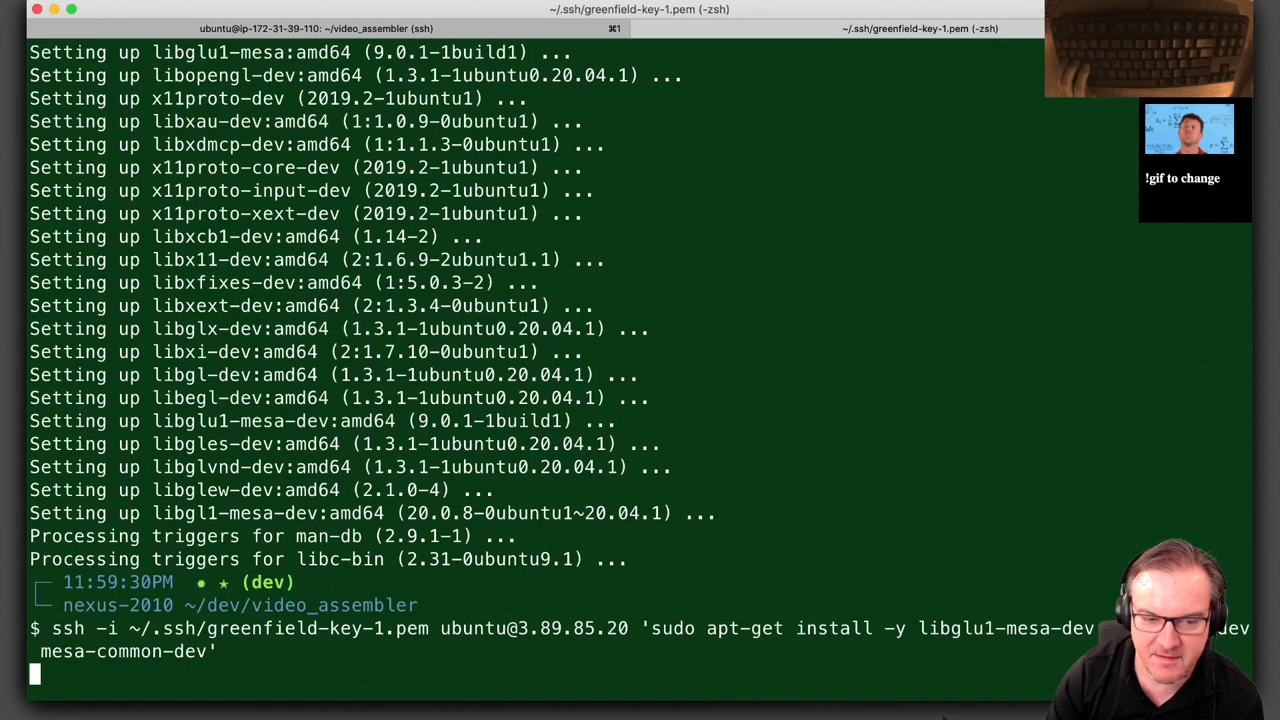 ~/.ssh/greenfield-key-1.pem (-zsh)
ubuntu@ip-172-31-39-110: ~/video_assembler (ssh) ⌘1 ~/.ssh/greenfield-key-1.pem (-zsh)
Setting up libglu1-mesa:amd64 (9.0.1-1build1) ...
Setting up libopengl-dev:amd64 (1.3.1-1ubuntu0.20.04.1) ...
Setting up x11proto-dev (2019.2-1ubuntu1) ...
Setting up libxau-dev:amd64 (1:1.0.9-0ubuntu1) ...
Setting up libxdmcp-dev:amd64 (1:1.1.3-0ubuntu1) ...
Setting up x11proto-core-dev (2019.2-1ubuntu1) ...
Setting up x11proto-input-dev (2019.2-1ubuntu1) ...
Setting up x11proto-xext-dev (2019.2-1ubuntu1) ...
Setting up libxcb1-dev:amd64 (1.14-2) ...
Setting up libx11-dev:amd64 (2:1.6.9-2ubuntu1.1) ...
Setting up libxfixes-dev:amd64 (1:5.0.3-2) ...
Setting up libxext-dev:amd64 (2:1.3.4-0ubuntu1) ...
Setting up libglx-dev:amd64 (1.3.1-1ubuntu0.20.04.1) ...
Setting up libxi-dev:amd64 (2:1.7.10-0ubuntu1) ...
Setting up libgl-dev:amd64 (1.3.1-1ubuntu0.20.04.1) ...
Setting up libegl-dev:amd64 (1.3.1-1ubuntu0.20.04.1) ...
Setting up libglu1-mesa-dev:amd64 (9.0.1-1build1) ...
Setting up libgles-dev:amd64 (1.3.1-1ubuntu0.20.04.1) ...
Setting up libglvnd-dev:amd64 (1.3.1-1ubuntu0.20.04.1) ...
Setting up libglew-dev:amd64 (2.1.0-4) ...
Setting up libgl1-mesa-dev:amd64 (20.0.8-0ubuntu1~20.04.1) ...
Processing triggers for man-db (2.9.1-1) ...
Processing triggers for libc-bin (2.31-0ubuntu9.1) ...
11:59:30PM ★ (dev)
nexus-2010 ~/dev/video_assembler
$ ssh -i ~/.ssh/greenfield-key-1.pem ubuntu@3.89.85.20 'sudo apt-get install -y libglu1-mesa-dev dev
mesa-common-dev'
!gif to change